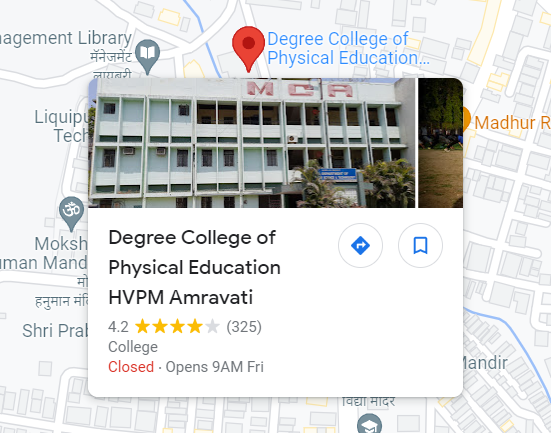 nagement Library
मॅनेजमेंट
लायब्ररी
Degree College of
Physical Education…
Liquip
Tech
MCA
Madhur R
Moksh
uman Mand
मो
हनुमान मं
Shri Prab
Degree College of
Physical Education
HVPM Amravati
4.2
(325)
College
Closed · Opens 9AM Fri
Mandir
विद्या मंदिर